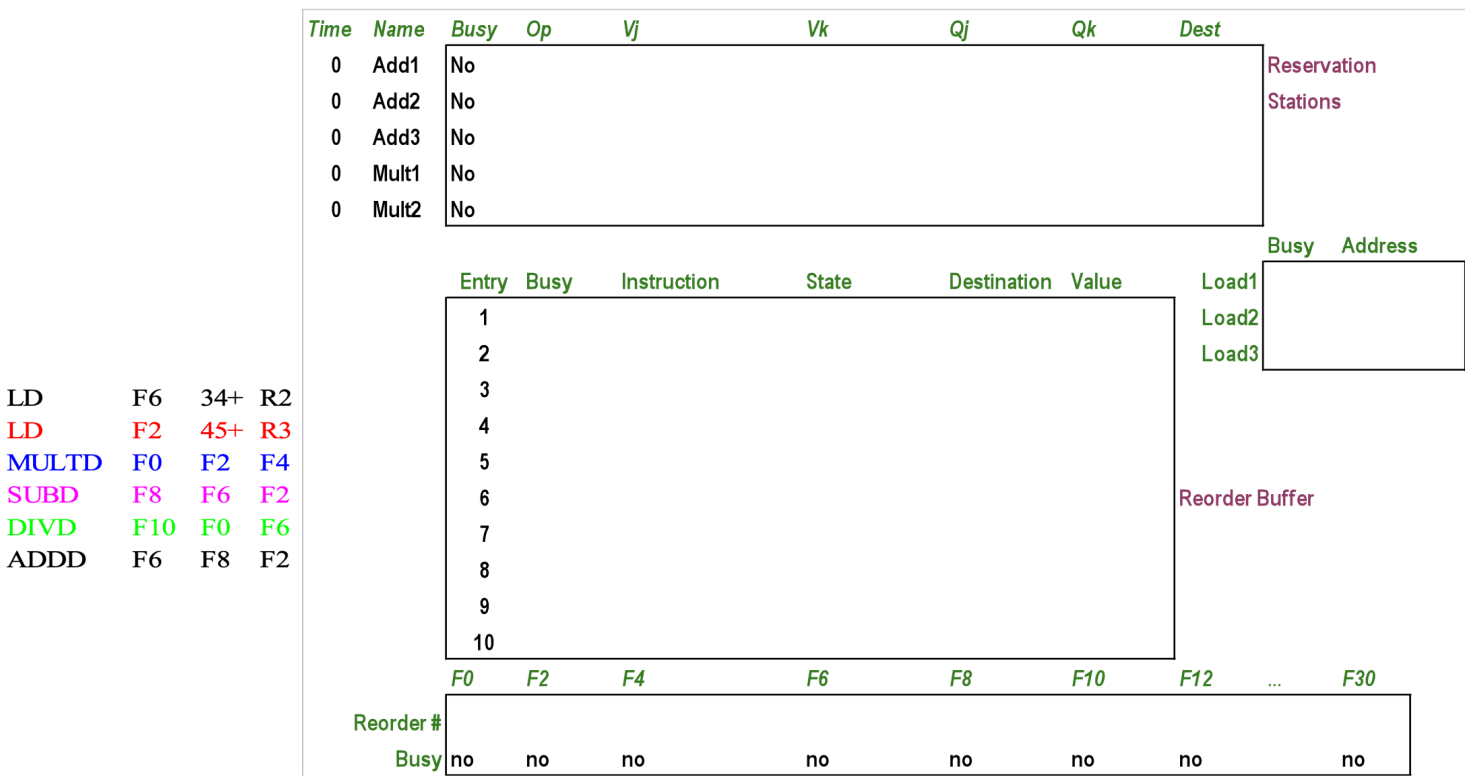 Time Name Busy Op Vj Vk Qj Qk Dest
0 Add1 No Reservation
0 Add2 No Stations
0 Add3 No
0 Mult1 No
0 Mult2 No
Busy Address
Entry Busy Instruction State Destination Value Load1
1 Load2
2 Load3
3
LD F6 34+ R2
4
LD F2 45+ R3
5
MULTD F0 F2 F4
6 Reorder Buffer
SUBD F8 F6 F2
7
DIVD F10 F0 F6
8
ADDD F6 F8 F2
9
10
F0 F2 F4 F6 F8 F10 F12 ... F30
Reorder #
Busy no no no no no no no no